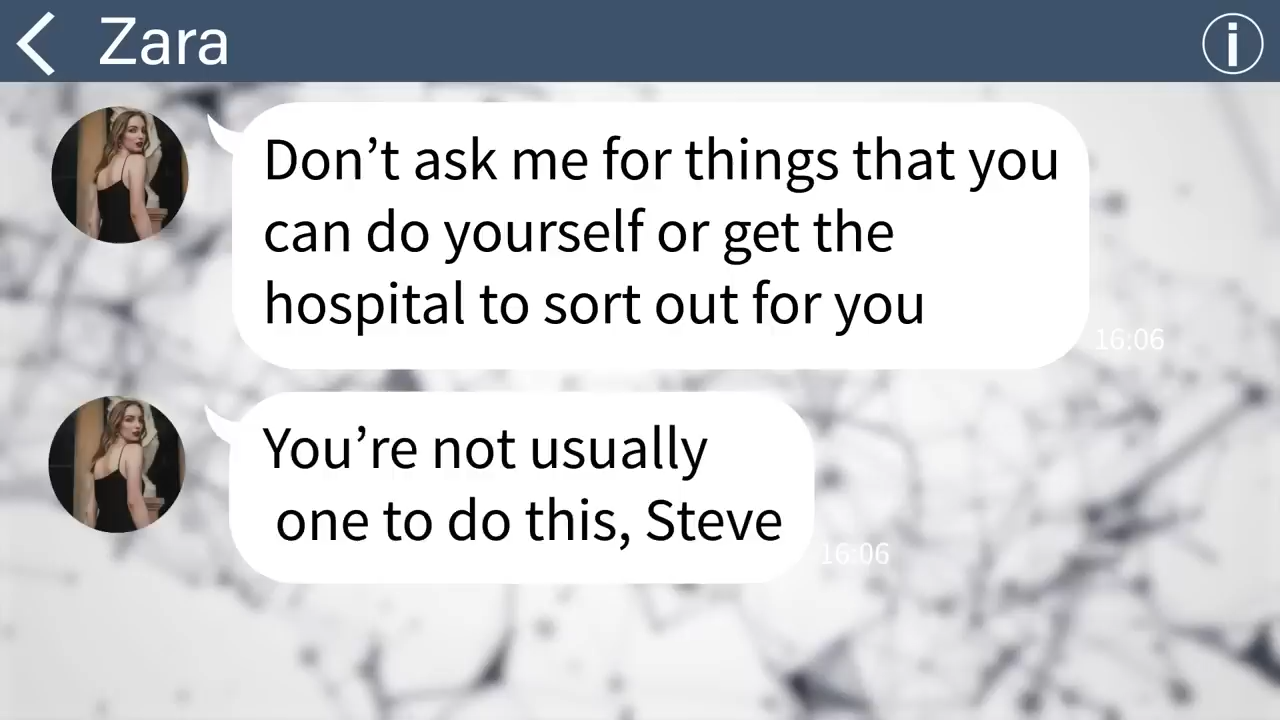 Zara
Don’t ask me for things that you
can do yourself or get the
hospital to sort out for you
16:06
You’re not usually
one to do this, Steve
16:06